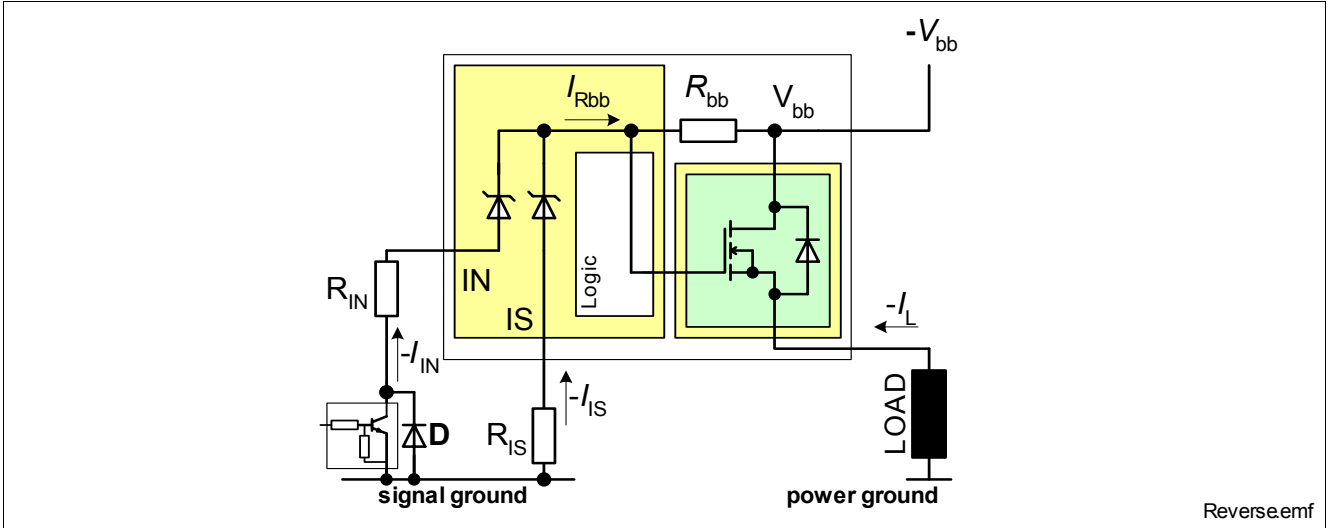 -Vbb
IRbb
Rbb
Vbb
Logic
IN
RIN
IS
-IL
-IIN
-IIS
LOAD
D
RIS
signal ground
power ground
Reverse.emf